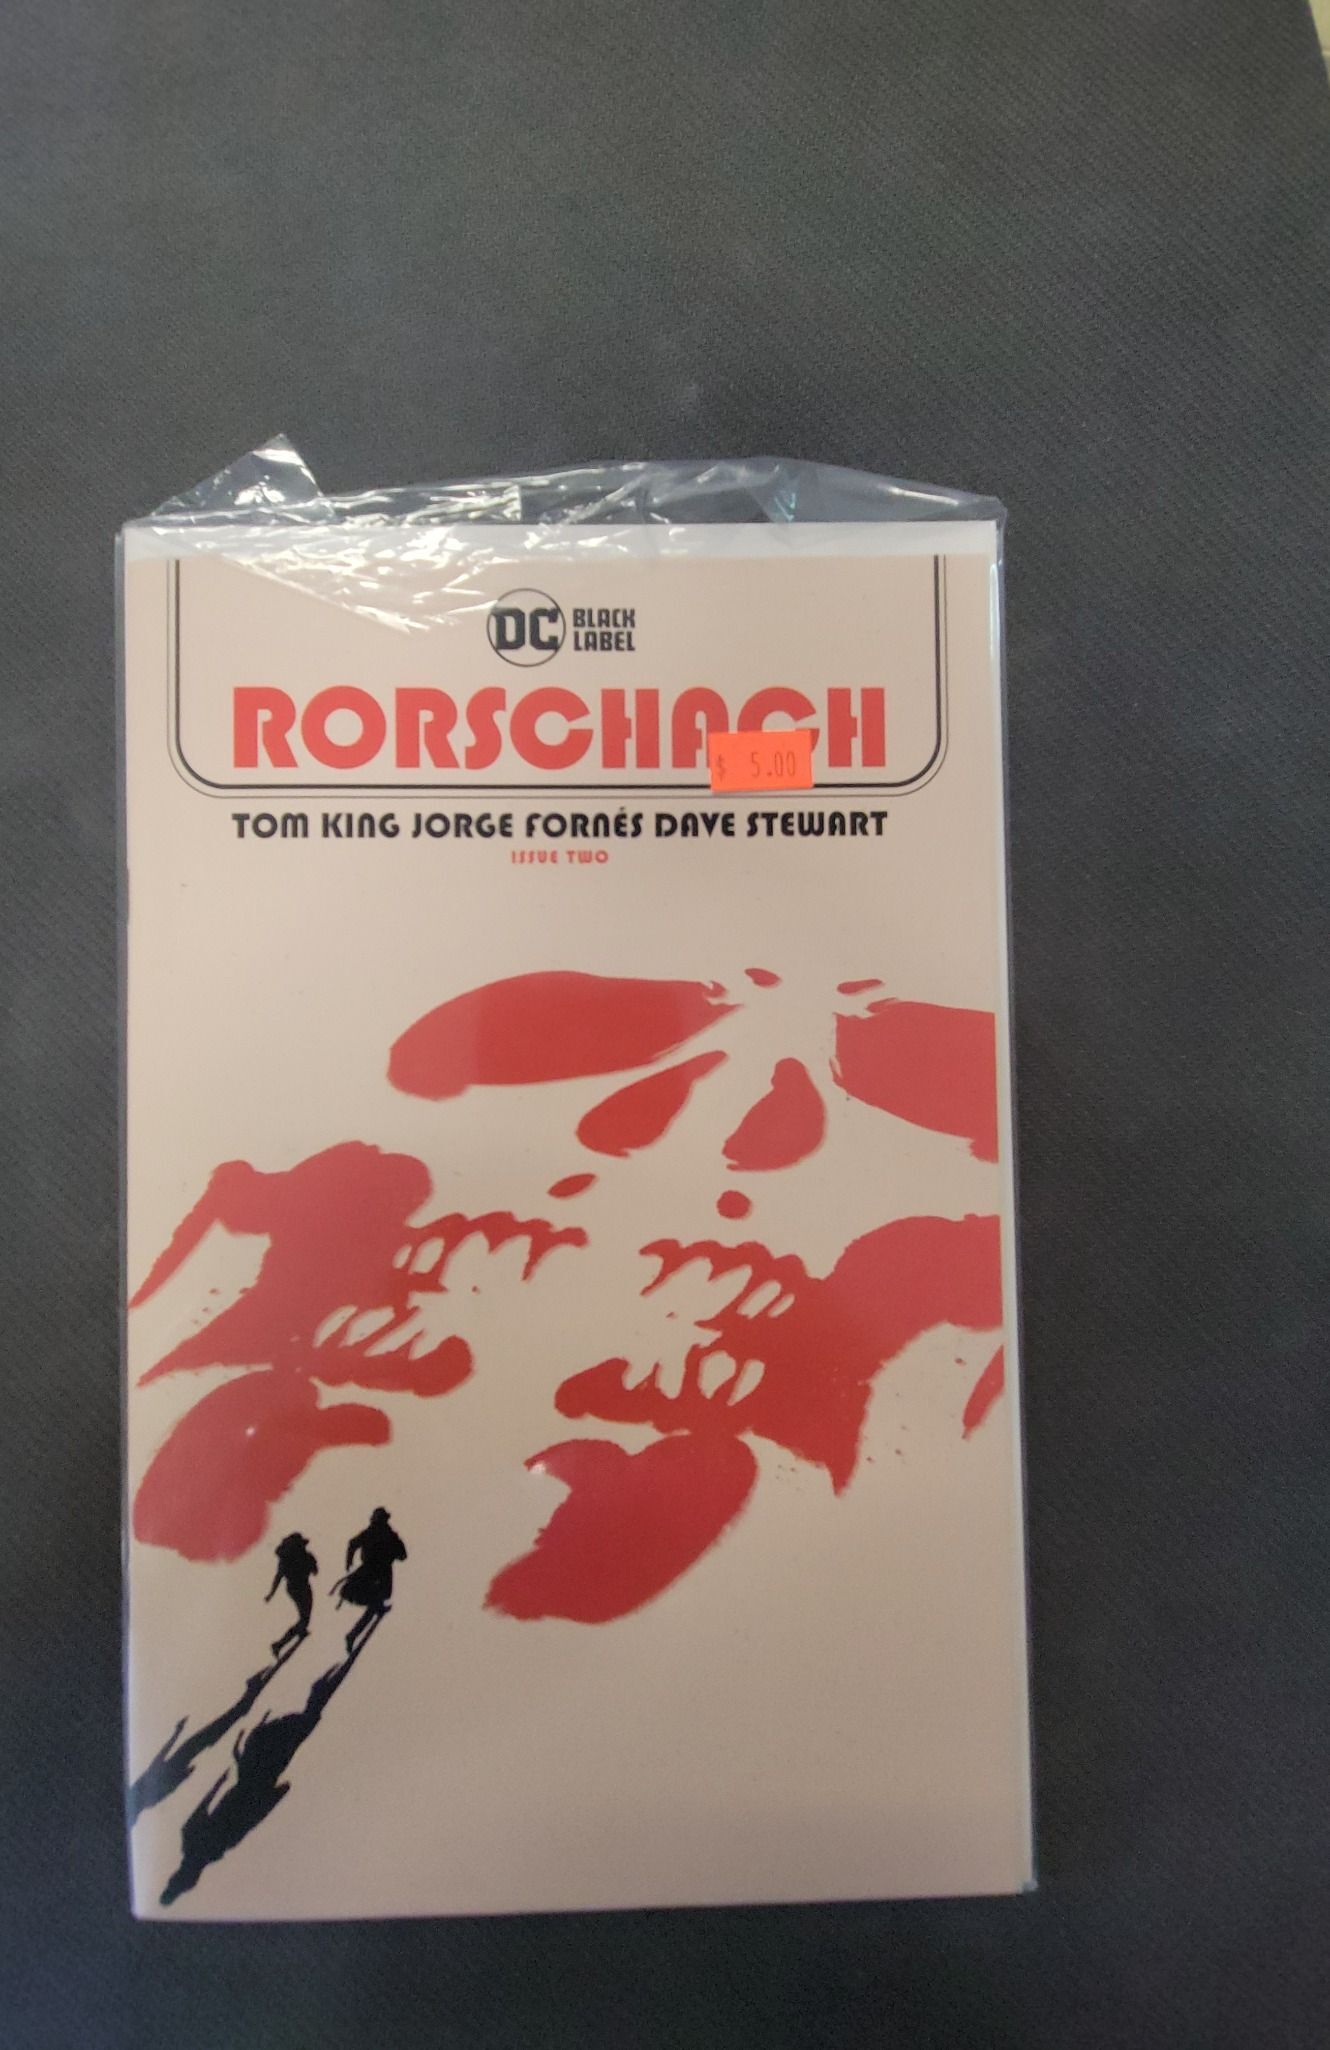 DC BLACK
LABEL
RORSCHACH
$ 5.00
TOM KING JORGE FORNÉS DAVE STEWART
ISSUE TWO